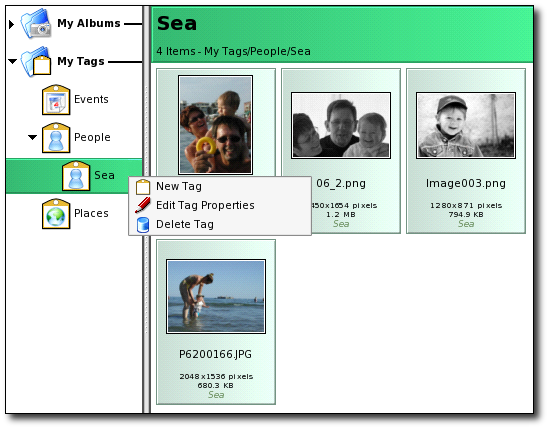 My Albums
My Tags
Events
People
Sea
Places
Sea
4 Items - My Tags/People/Sea
New Tag
Edit Tag Properties
Delete Tag
06_2.png
450x1654 pixels
1.2 MB
Sea
Image003.png
1280x871 pixels
794.9 KB
Sea
P6200166.JPG
2048x1536 pixels
680.3 KB
Sea